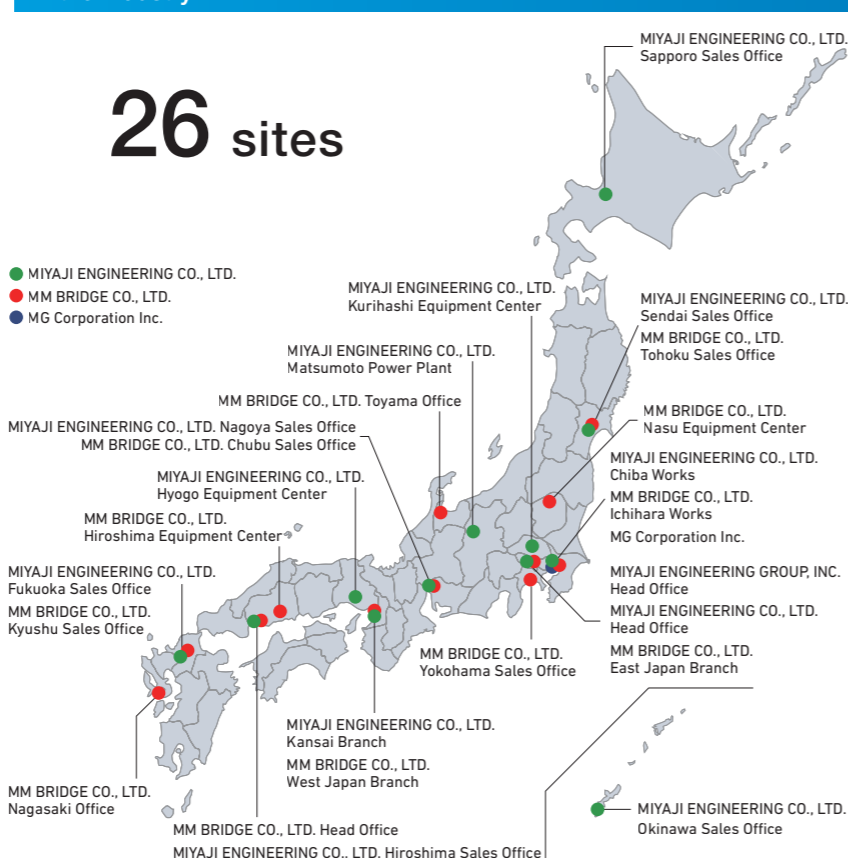 26 sites
MIYAJI ENGINEERING CO., LTD.
MM BRIDGE CO., LTD.
MG Corporation Inc.
MIYAJI ENGINEERING CO., LTD.
Sapporo Sales Office
MIYAJI ENGINEERING CO., LTD.
Kurihashi Equipment Center
MIYAJI ENGINEERING CO., LTD.
Sendai Sales Office
MM BRIDGE CO., LTD.
Tohoku Sales Office
MIYAJI ENGINEERING CO., LTD.
Matsumoto Power Plant
MM BRIDGE CO., LTD. Toyama Office
MM BRIDGE CO., LTD.
Nasu Equipment Center
MIYAJI ENGINEERING CO., LTD. Nagoya Sales Office
MM BRIDGE CO., LTD. Chubu Sales Office
MIYAJI ENGINEERING CO., LTD.
Chiba Works
MM BRIDGE CO., LTD.
Ichihara Works
MG Corporation Inc.
MIYAJI ENGINEERING CO., LTD.
Hyogo Equipment Center
MM BRIDGE CO., LTD.
Hiroshima Equipment Center
MIYAJI ENGINEERING CO., LTD.
Fukuoka Sales Office
MM BRIDGE CO., LTD.
Kyushu Sales Office
MIYAJI ENGINEERING GROUP, INC.
Head Office
MIYAJI ENGINEERING CO., LTD.
Head Office
MM BRIDGE CO., LTD.
East Japan Branch
MM BRIDGE CO., LTD.
Yokohama Sales Office
MIYAJI ENGINEERING CO., LTD.
Kansai Branch
MM BRIDGE CO., LTD.
West Japan Branch
MM BRIDGE CO., LTD.
Nagasaki Office
MM BRIDGE CO., LTD. Head Office
MIYAJI ENGINEERING CO., LTD. Hiroshima Sales Office
MIYAJI ENGINEERING CO., LTD.
Okinawa Sales Office